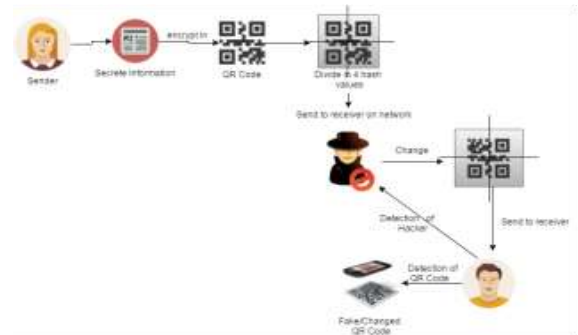 encrypt in
Sender
Secrete Information
QR Code
Divide in 4 hash
values
Send to receiver on network
Change
Detection of
Hacker
Send to receiver
Detection of
QR Code
Fake/Changed
QR Code